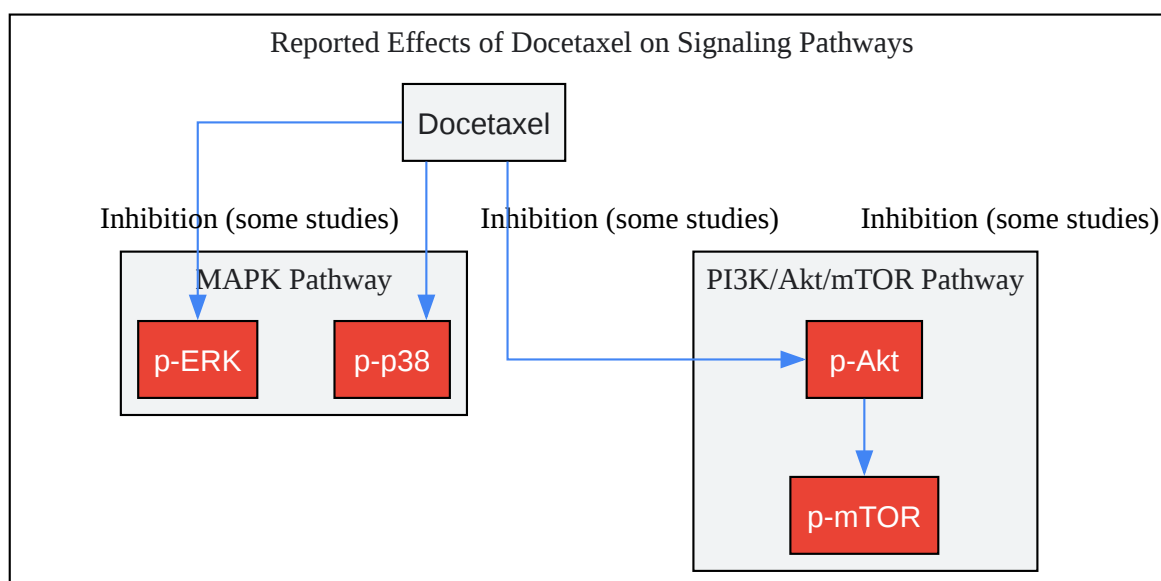 Reported Effects of Docetaxel on Signaling Pathways
Docetaxel
Inhibition (some studies)
Inhibition (some studies)
Inhibition (some studies)
MAPK Pathway
PI3K/Akt/mTOR Pathway
p-ERK
p-p38
p-Akt
p-mTOR